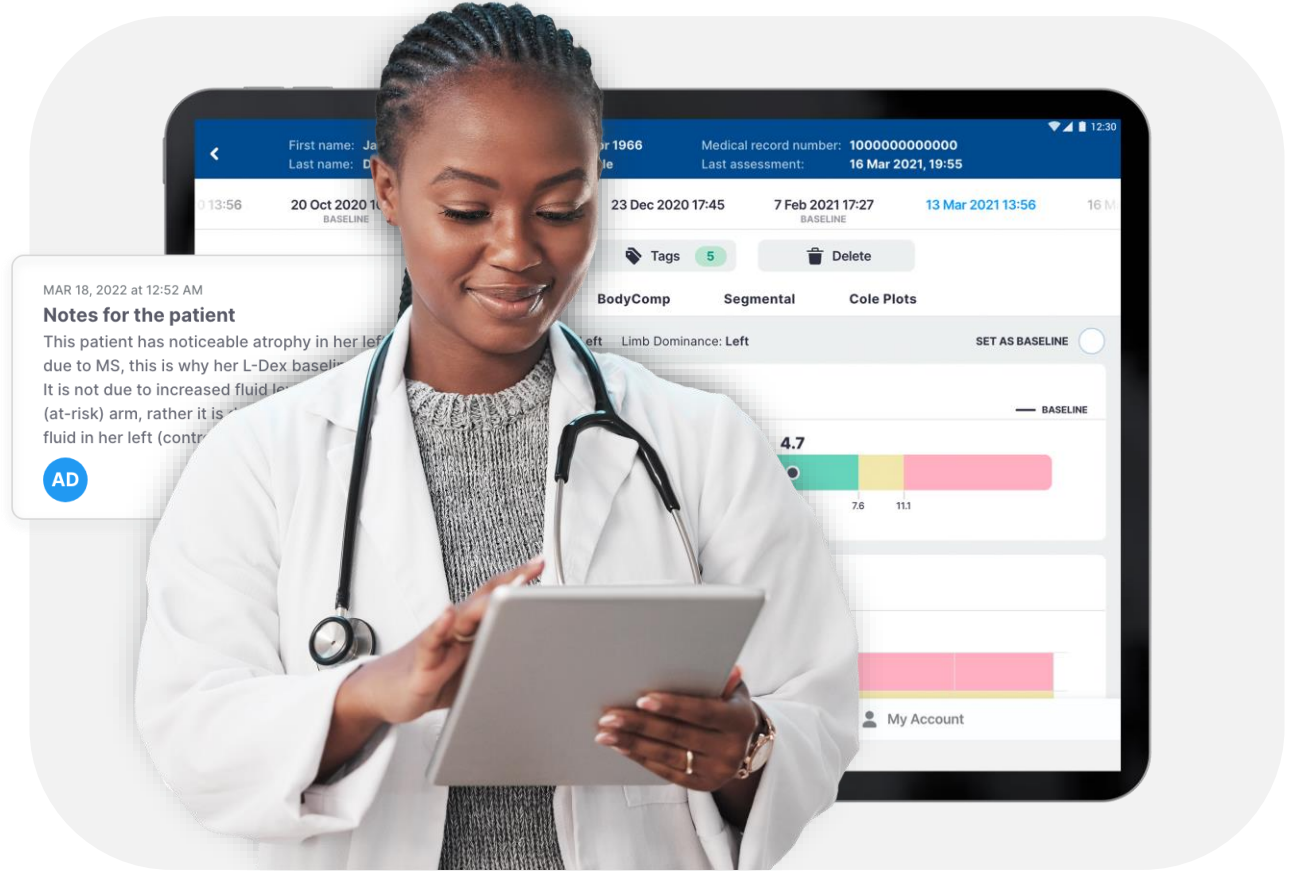 12:30
First name: Medical record number: 1000000000000
Last name: Last assessment: 16 Mar 2021, 19:55
13:56 20 Oct 2020 23 Dec 2020 17:45 7 Feb 2021 17:27 13 Mar 2021 13:56 16
BASELINE BASELINE
Tags 5 Delete
BodyComp Segmental Cole Plots
Limb Dominance: Left SET AS BASELINE
BASELINE
4.7
7.6 11.1
My Account
MAR 18, 2022 at 12:52 AM
Notes for the patient
This patient has noticeable atrophy in her
due to MS, this is why her L-Dex
It is not due to increased fluid
(at-risk) arm, rather it is
fluid in her left
AD